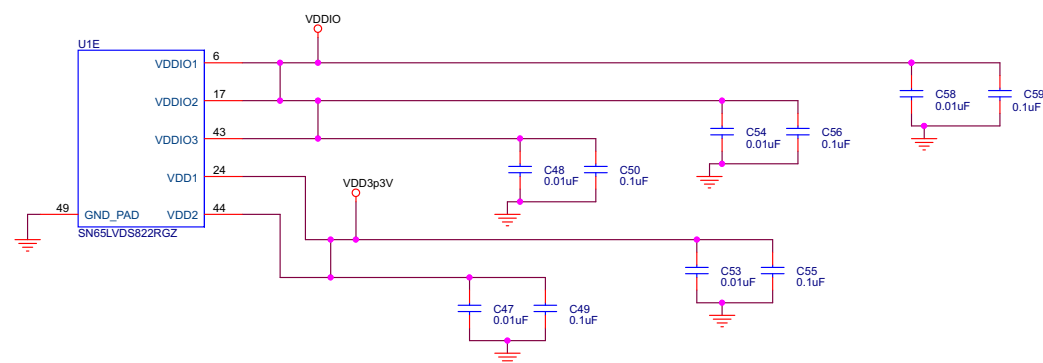 VDDIO
U1E
VDDIO1 6
VDDIO2 17
VDDIO3 43
VDD1 24
VDD2 44
49 GND_PAD
SN65LVDS822RGZ
VDD3p3V
C58
0.01uF
C59
0.1uF
C54
0.01uF
C56
0.1uF
C48
0.01uF
C50
0.1uF
C53
0.01uF
C55
0.1uF
C47
0.01uF
C49
0.1uF